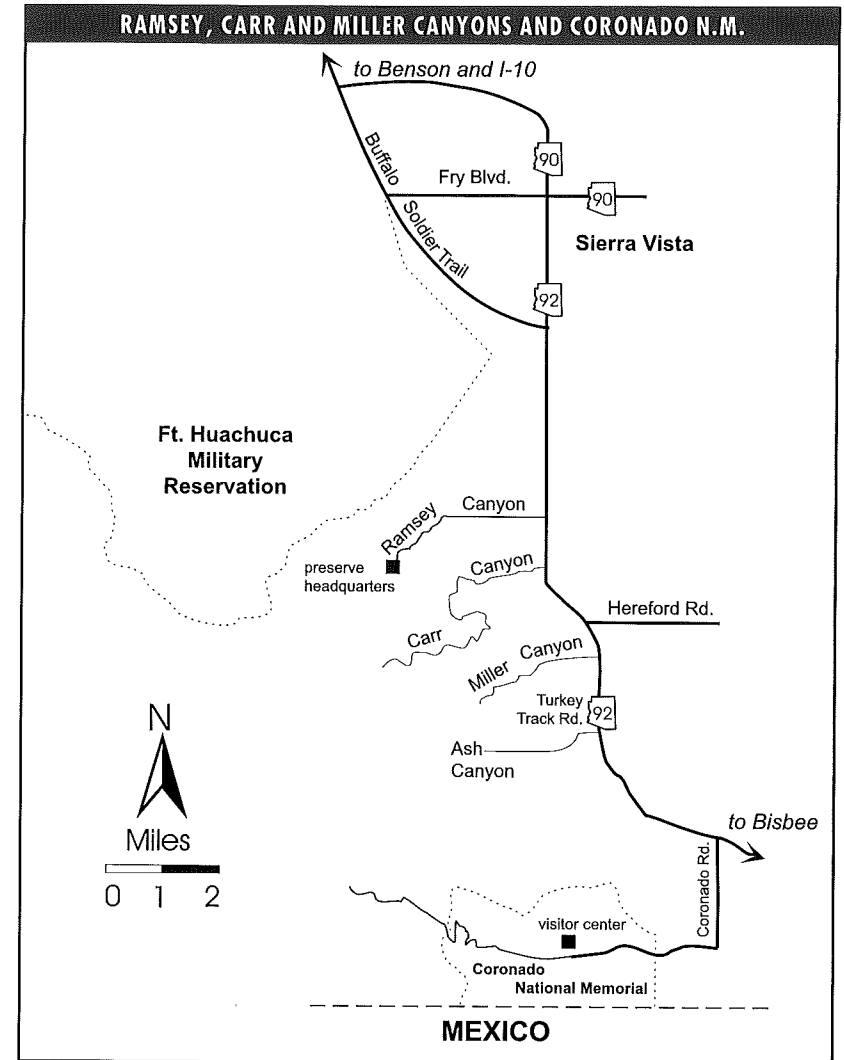 RAMSEY, CARR AND MILLER CANYONS AND CORONADO N.M.
to Benson and I-10
90
Buffalo
Soldier Trail
Fry Blvd.
90
Sierra Vista
92
Ft. Huachuca
Military
Reservation
Ramsey
Canyon
preserve
headquarters
Canyon
Carr
Hereford Rd.
Miller
Canyon
Turkey
Track Rd.
92
Ash
Canyon
N
Miles
0 1 2
to Bisbee
Coronado Rd.
visitor center
Coronado
National Memorial
MEXICO